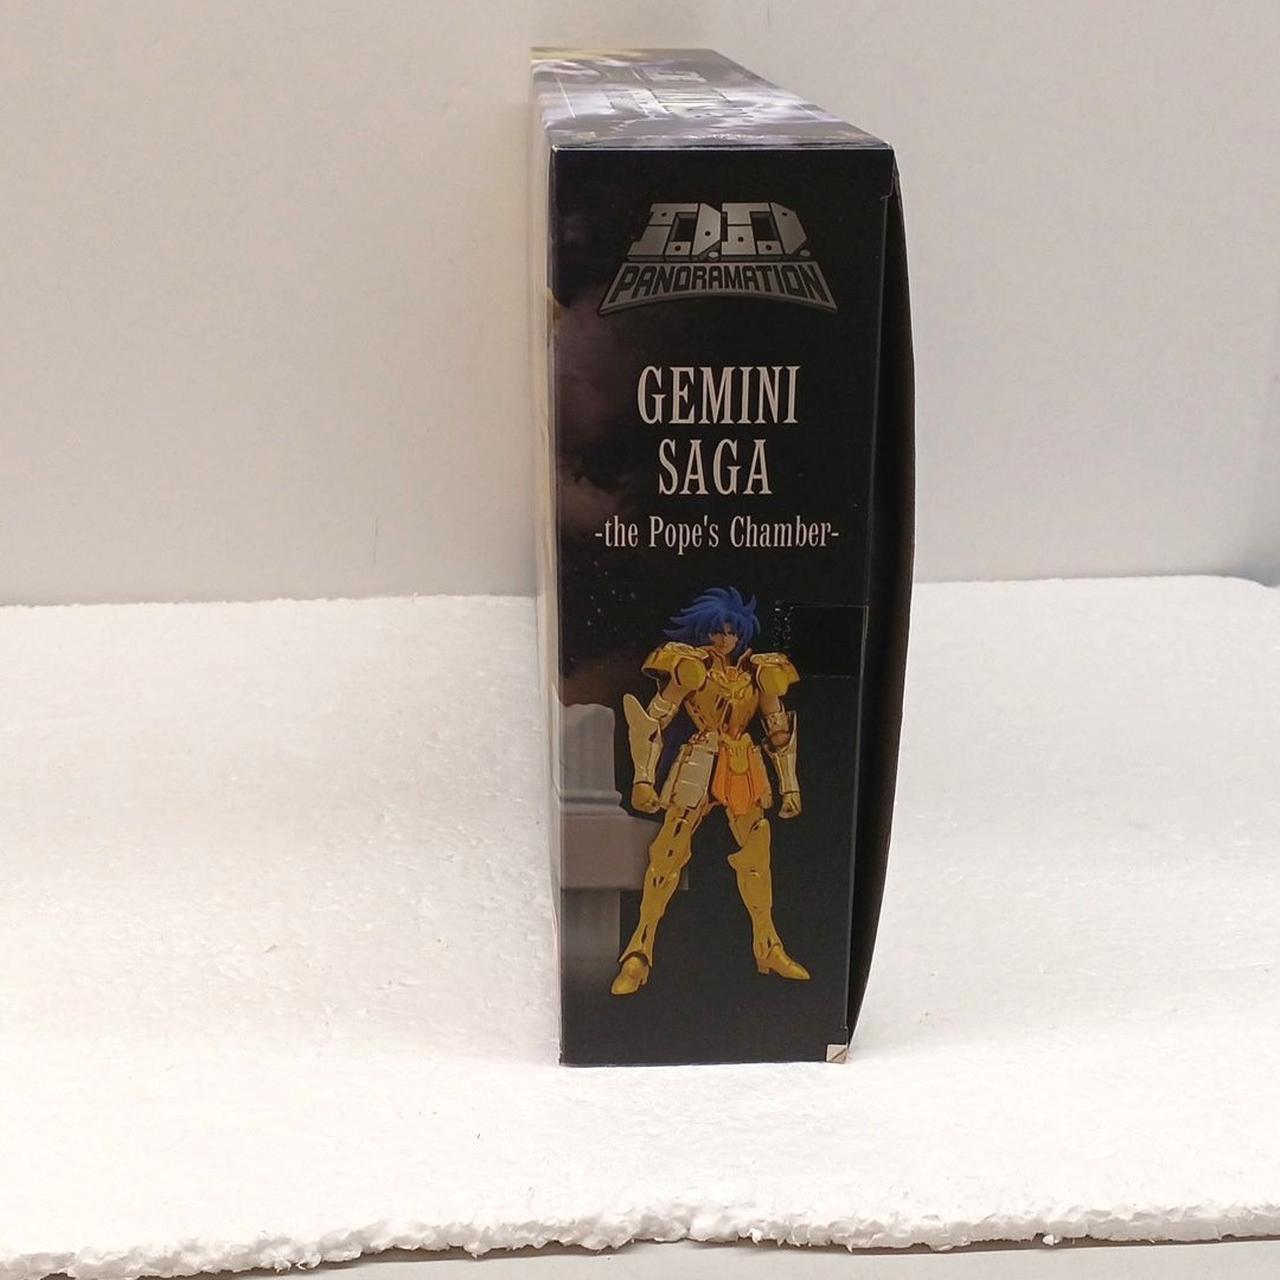 D.D.
PANORAMATION
GEMINI
SAGA
-the Pope's Chamber-